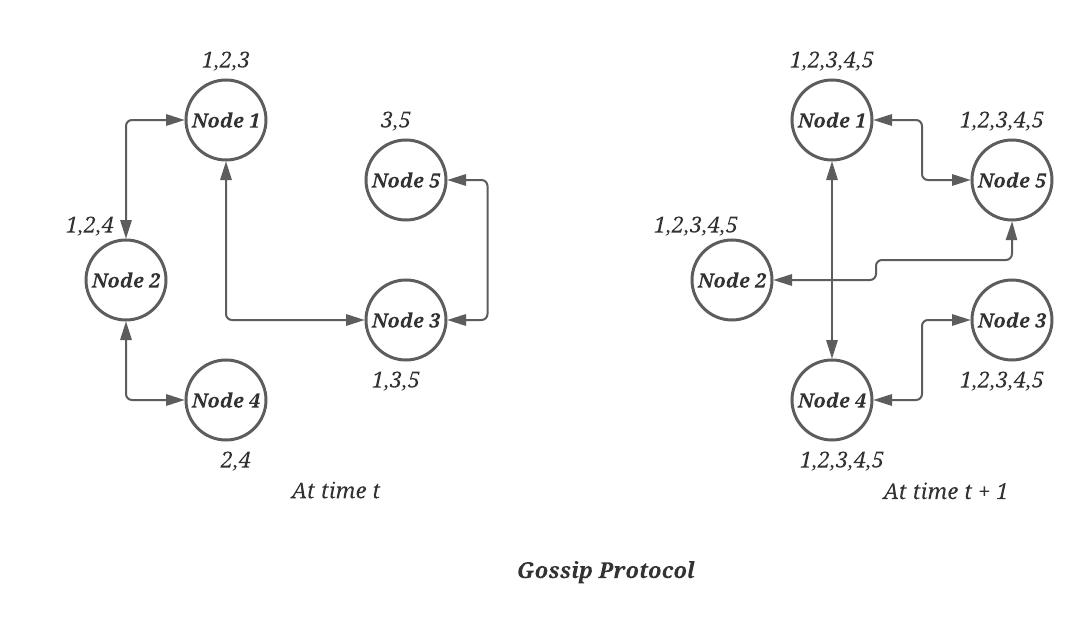 1,2,3
Node 1
3,5
Node 5
1,2,4
Node 2
Node 3
1,3,5
Node 4
2,4
At time t
1,2,3,4,5
Node 1
1,2,3,4,5
Node 5
1,2,3,4,5
Node 2
Node 3
1,2,3,4,5
Node 4
1,2,3,4,5
At time t + 1
Gossip Protocol